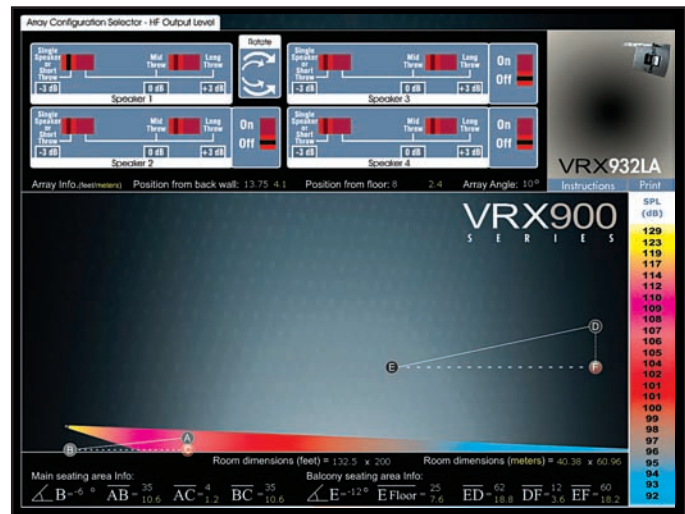 Array Configuration Selector - HF Output Level
Single Speaker or Short Throw
Mid Throw
Long Throw
-3 dB
0 dB
+3 dB
Speaker 1
Rotate
Single Speaker or Short Throw
Mid Throw
Long Throw
-3 dB
0 dB
+3 dB
Speaker 3
On
Off
Single Speaker or Short Throw
Mid Throw
Long Throw
-3 dB
0 dB
+3 dB
Speaker 2
On
Off
Single Speaker or Short Throw
Mid Throw
Long Throw
-3 dB
0 dB
+3 dB
Speaker 4
On
Off
VRX932LA
Array Info.(feet/meters) Position from back wall: 13.75 4.1 Position from floor: 8 2.4 Array Angle: 10°
Instructions
Print
VRX900
SERIES
SPL
(dB)
129
123
119
117
114
112
110
109
108
107
106
105
104
102
101
101
100
99
98
97
96
95
94
93
92
D
E
F
A
B
C
Room dimensions (feet) = 132.5 x 200
Room dimensions (meters) = 40.38 x 60.96
Main seating area Info:
B=-6° AB=35 10.6 AC=4 1.2 BC=35 10.6
Balcony seating area Info:
E=-12° E Floor=25 7.6 ED=62 18.8 DF=12 3.6 EF=60 18.2